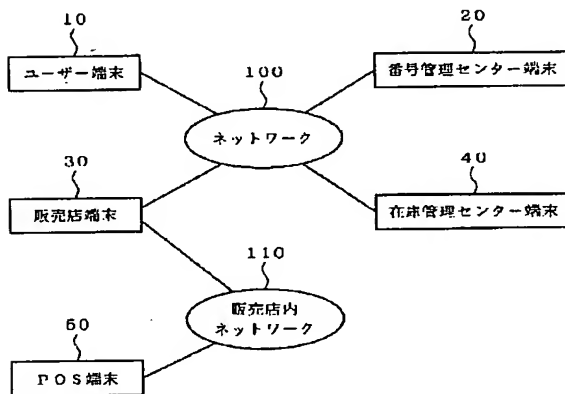 10
ユーザー端末
20
番号管理センター端末
100
ネットワーク
30
販売店端末
40
在庫管理センター端末
110
販売店内
ネットワーク
60
POS端末